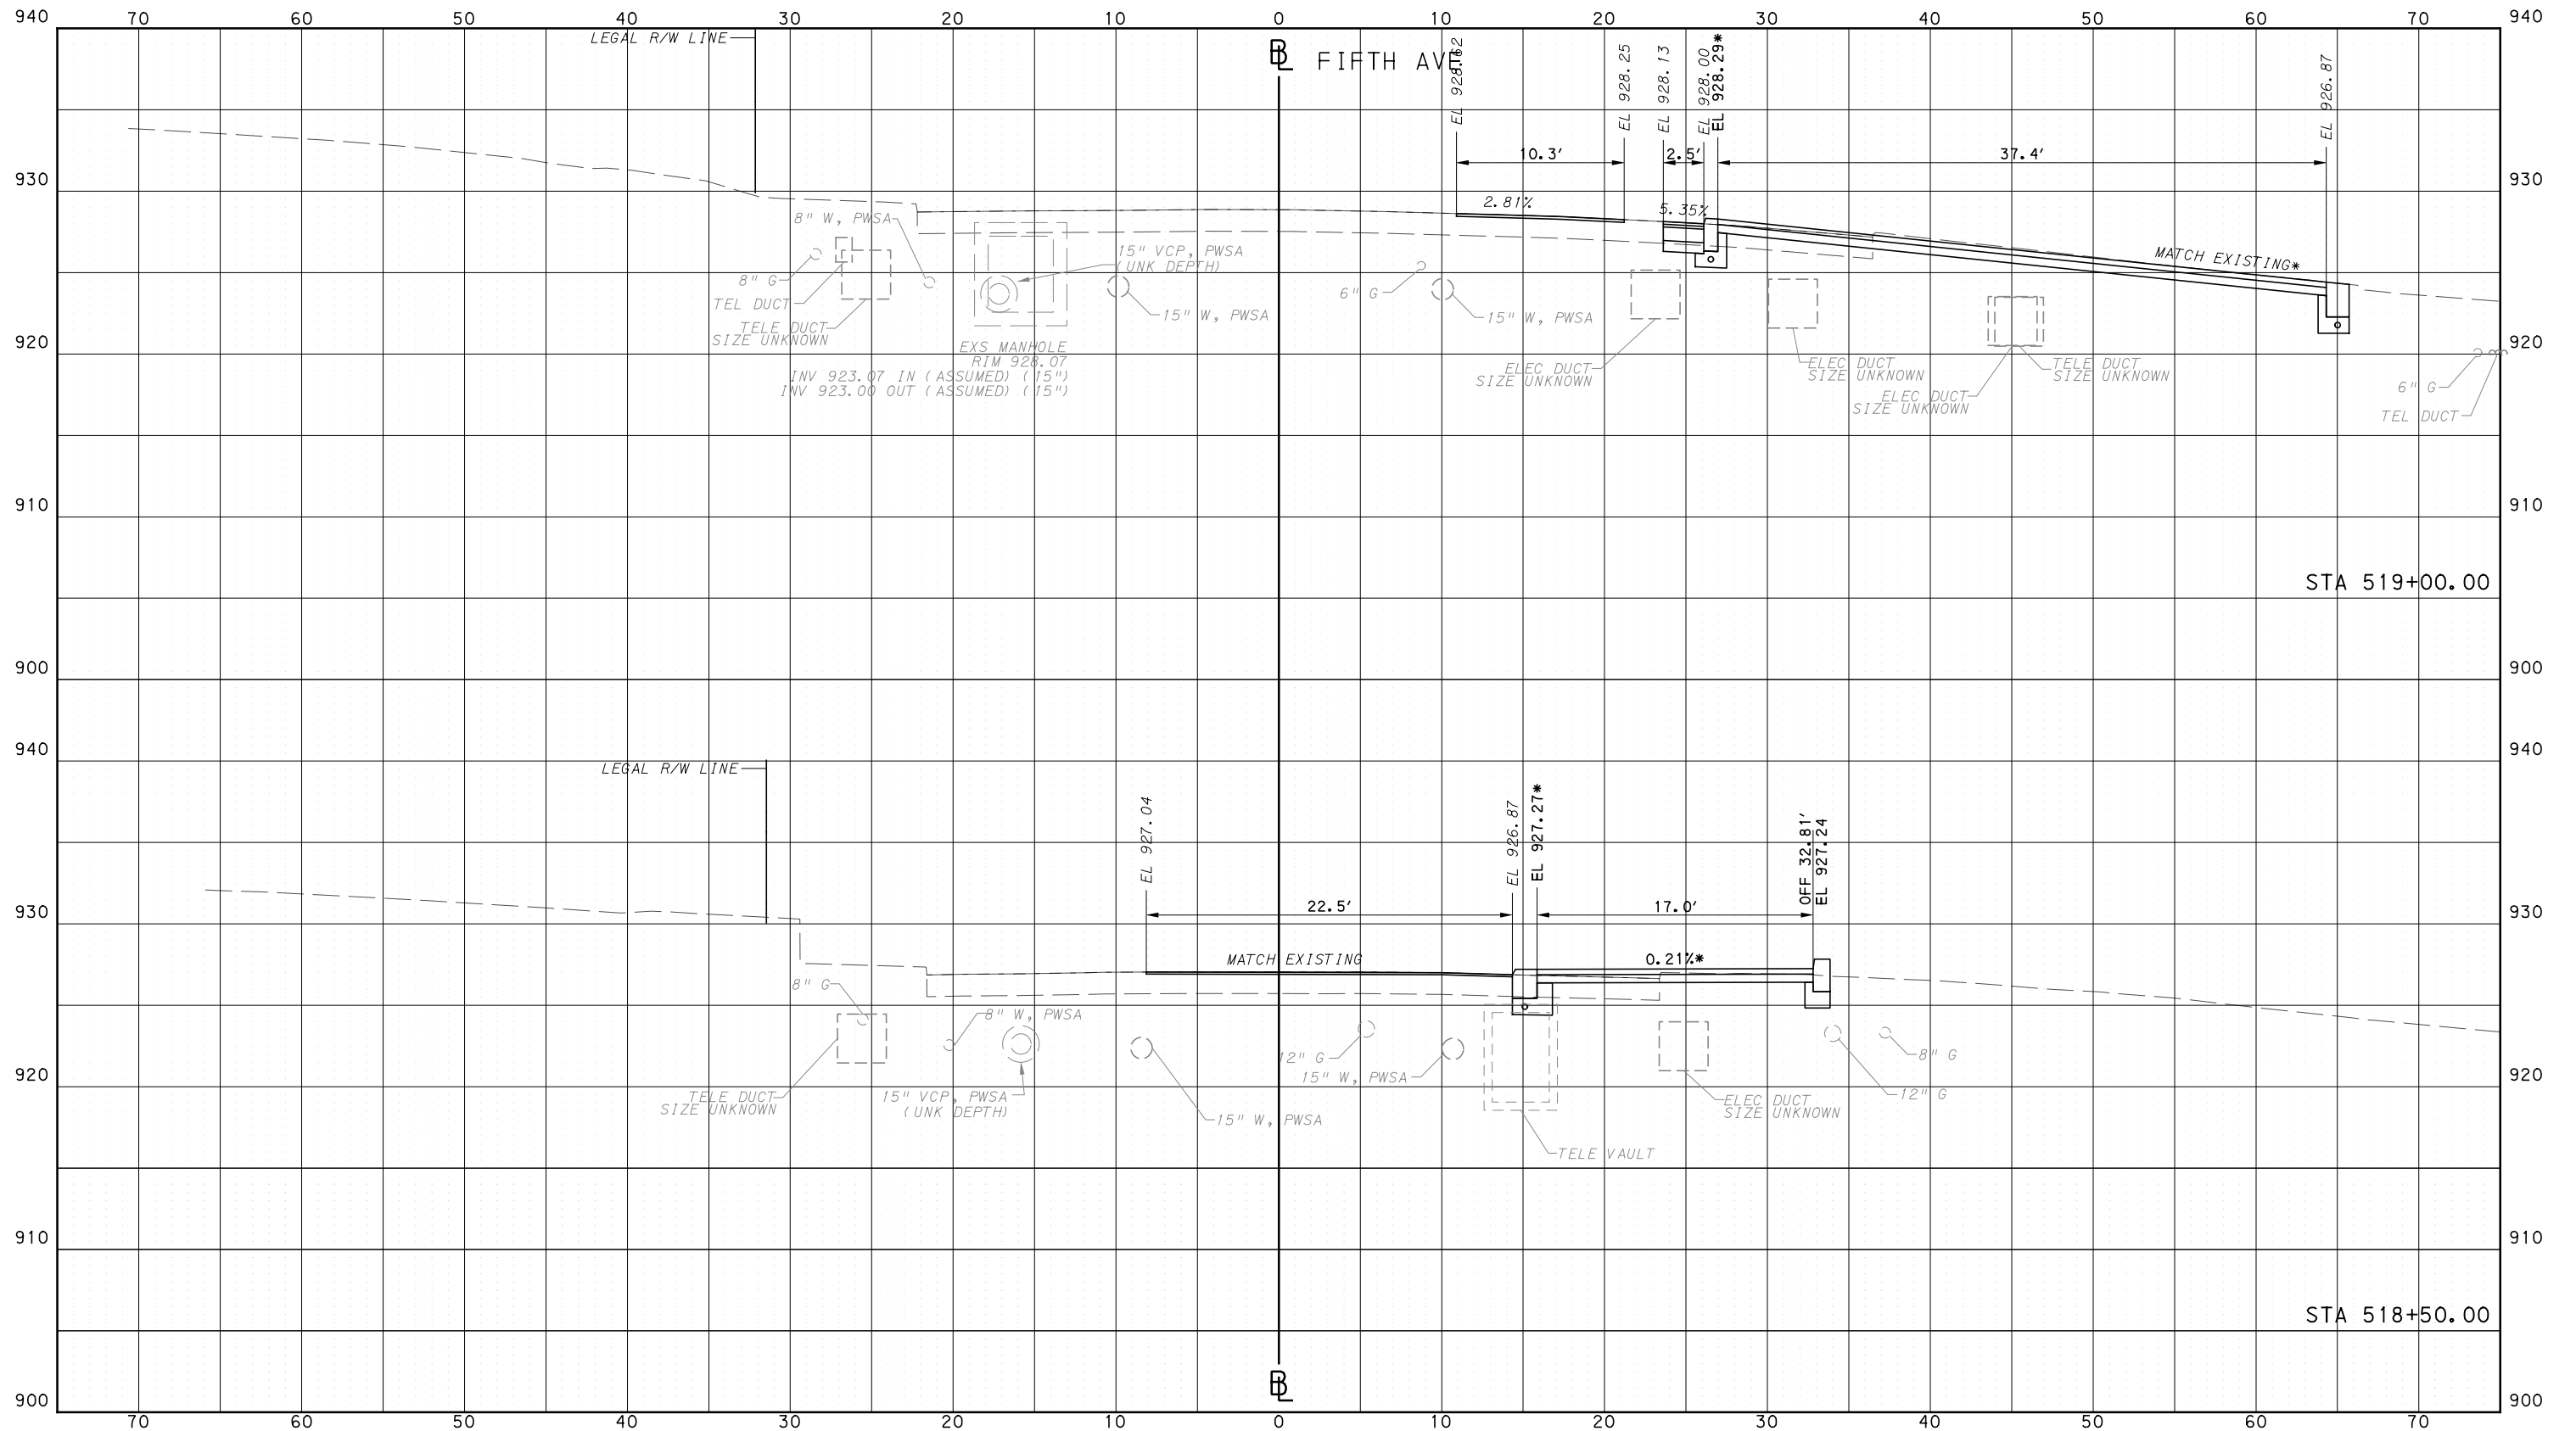 940 70 60 50 40 30 20 10 0 10 20 30 40 50 60 70 940
LEGAL R/W LINE
BL FIFTH AVE
EL 928.62
EL 928.25
EL 928.13
EL 928.00
EL 928.29*
EL 926.87
10.3' 2.5' 37.4'
930 930
2.81% 5.35%
MATCH EXISTING*
8" W, PWSA
8" G
TEL DUCT
TELE DUCT
SIZE UNKNOWN
15" VCP, PWSA
(UNK DEPTH)
15" W, PWSA
EXS MANHOLE
RIM 928.07
INV 923.07 IN (ASSUMED) (15")
INV 923.00 OUT (ASSUMED) (15")
6" G
15" W, PWSA
ELEC DUCT
SIZE UNKNOWN
ELEC DUCT
SIZE UNKNOWN
ELEC DUCT
SIZE UNKNOWN
TELE DUCT
SIZE UNKNOWN
6" G
TEL DUCT
920 920
910 910
STA 519+00.00
900 900
940 940
LEGAL R/W LINE
EL 927.04
EL 926.87
EL 927.27*
OFF 32.81'
EL 927.24
22.5' 17.0'
930 930
MATCH EXISTING
0.21%*
8" G
8" W, PWSA
TELE DUCT
SIZE UNKNOWN
15" VCP, PWSA
(UNK DEPTH)
15" W, PWSA
12" G
15" W, PWSA
TELE VAULT
ELEC DUCT
SIZE UNKNOWN
8" G
12" G
920 920
910 910
STA 518+50.00
BL
900 900
70 60 50 40 30 20 10 0 10 20 30 40 50 60 70